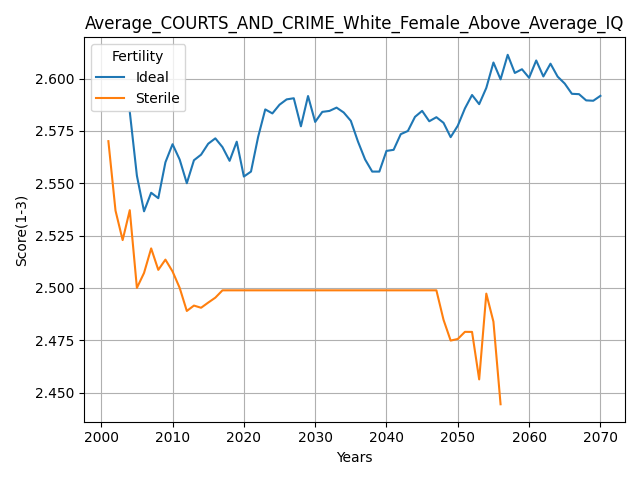 Average_COURTS_AND_CRIME_White_Female_Above_Average_IQ
Fertility
Ideal
Sterile
Score(1-3)
2.600
2.575
2.550
2.525
2.500
2.475
2.450
2000 2010 2020 2030 2040 2050 2060 2070
Years